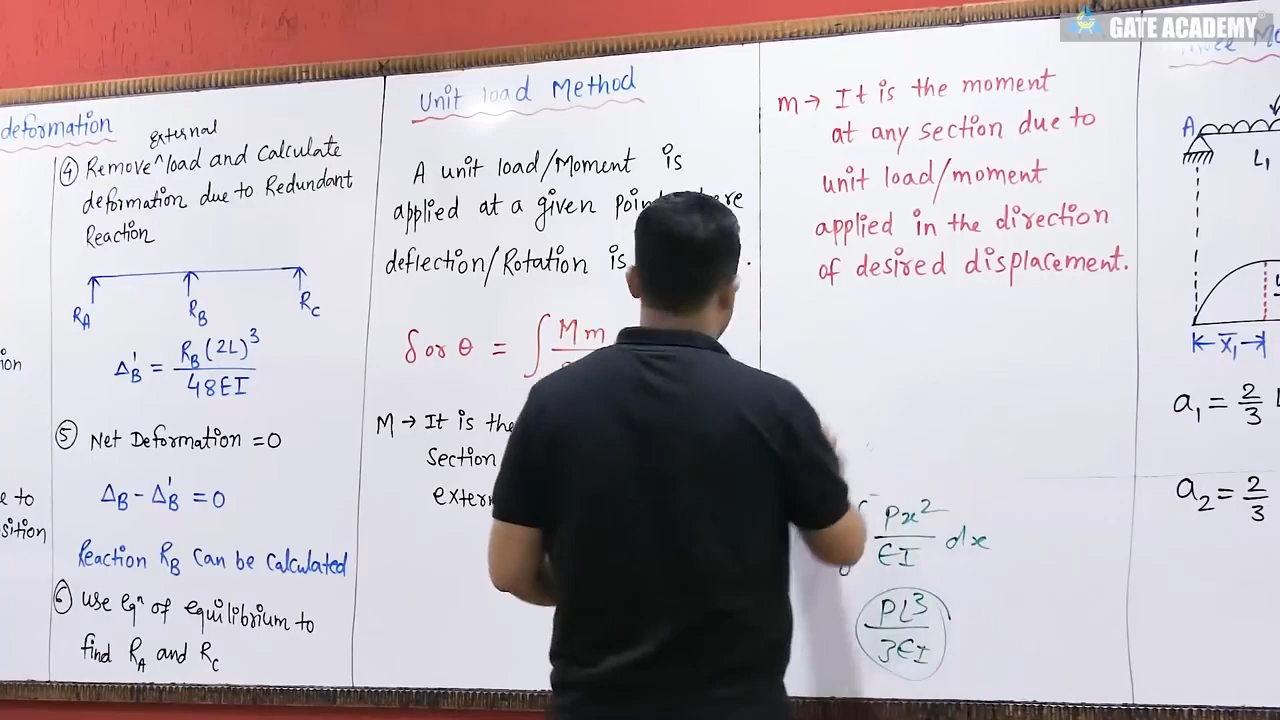 GATE ACADEMY
deformation
external
④ Remove^load and Calculate
deformation due to Redundant
Reaction
R_A R_B R_C
Δ'_B = R_B(2L)^3 / 48EI
⑤ Net Deformation = 0
Δ_B - Δ'_B = 0
Reaction R_B Can be Calculated
⑥ use Eqⁿ of equilibrium to
find R_A and R_C
to
Unit load Method
A unit load/Moment is
applied at a given
deflection/Rotation is
δ or θ = ∫ Mm
M → It is the
Section
m → It is the moment
at any section due to
unit load/moment
applied in the direction
of desired displacement.
Px² / EI dx
PL³ / 3EI
A
L₁
x̄₁
a₁ = 2/3
a₂ = 2/3